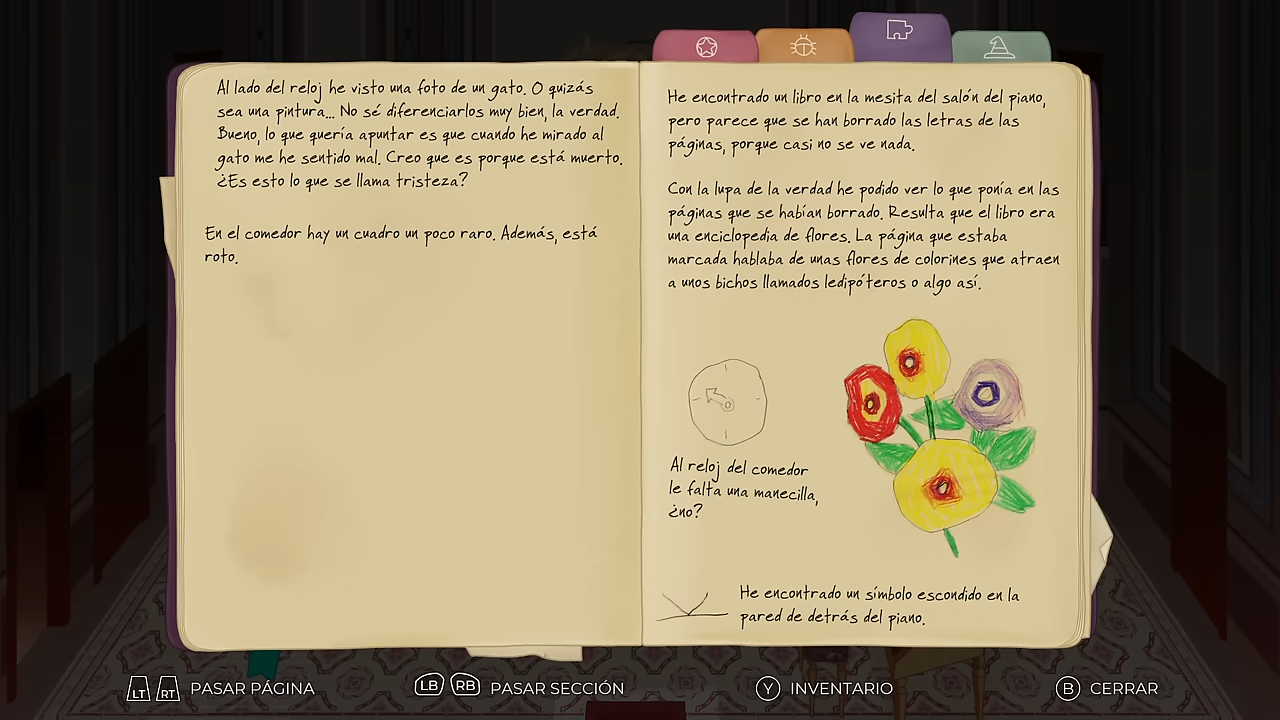 Al lado del reloj he visto una foto de un gato. O quizás
sea una pintura... No sé diferenciarlos muy bien, la verdad.
Bueno, lo que quería apuntar es que cuando he mirado al
gato me he sentido mal. Creo que es porque está muerto.
¿Es esto lo que se llama tristeza?
En el comedor hay un cuadro un poco raro. Además, está
roto.
He encontrado un libro en la mesita del salón del piano,
pero parece que se han borrado las letras de las
páginas, porque casi no se ve nada.
Con la lupa de la verdad he podido ver lo que ponía en las
páginas que se habían borrado. Resulta que el libro era
una enciclopedia de flores. La página que estaba
marcada hablaba de unas flores de colorines que atraen
a unos bichos llamados ledipóteros o algo así.
Al reloj del comedor
le falta una manecilla,
¿no?
He encontrado un símbolo escondido en la
pared de detrás del piano.
LT RT PASAR PÁGINA
LB RB PASAR SECCIÓN
Y INVENTARIO
B CERRAR